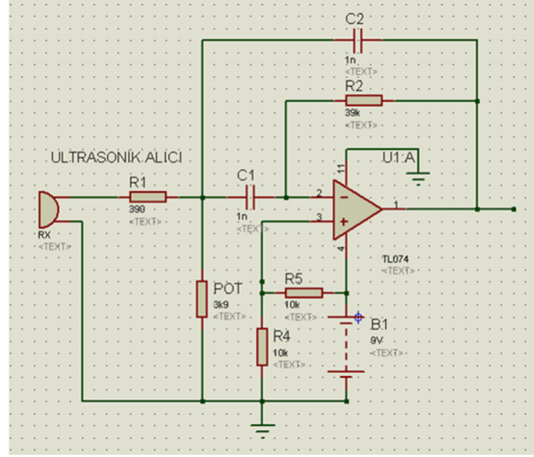 C2
1n
<TEXT>
R2
39k
<TEXT>
ULTRASONİK ALICI
U1:A
11
R1
390
<TEXT>
C1
1n
<TEXT>
RX
<TEXT>
2
3
1
4
TL074
<TEXT>
POT
3k9
<TEXT>
R5
10k
<TEXT>
R4
10k
<TEXT>
B1
9V
<TEXT>